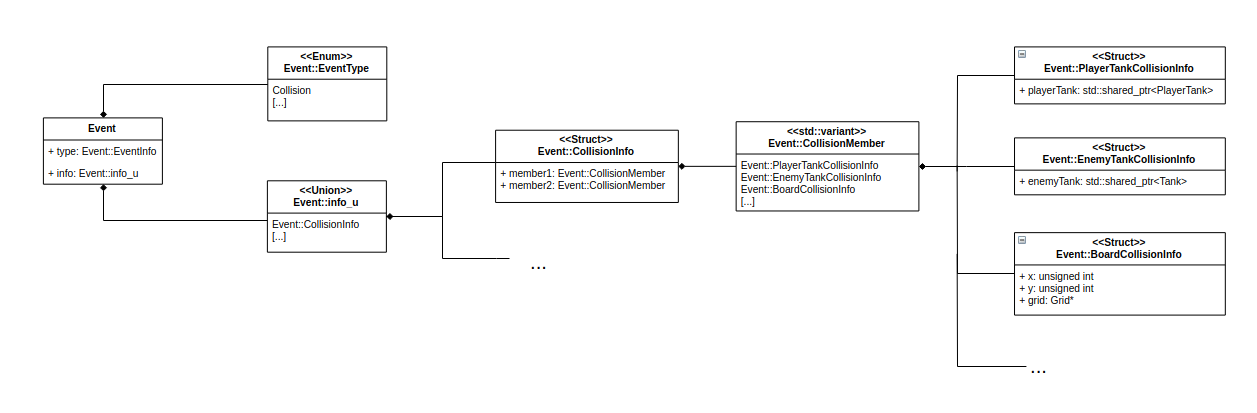 <<Enum>>
Event::EventType
Collision
[...]
Event
+ type: Event::EventInfo
+ info: Event::info_u
<<Union>>
Event::info_u
Event::CollisionInfo
[...]
<<Struct>>
Event::CollisionInfo
+ member1: Event::CollisionMember
+ member2: Event::CollisionMember
...
<<std::variant>>
Event::CollisionMember
Event::PlayerTankCollisionInfo
Event::EnemyTankCollisionInfo
Event::BoardCollisionInfo
[...]
<<Struct>>
Event::PlayerTankCollisionInfo
+ playerTank: std::shared_ptr<PlayerTank>
<<Struct>>
Event::EnemyTankCollisionInfo
+ enemyTank: std::shared_ptr<Tank>
<<Struct>>
Event::BoardCollisionInfo
+ x: unsigned int
+ y: unsigned int
+ grid: Grid*
...